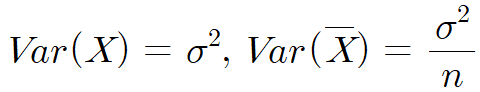 Var(X) = σ², Var(X̅) = σ²/n